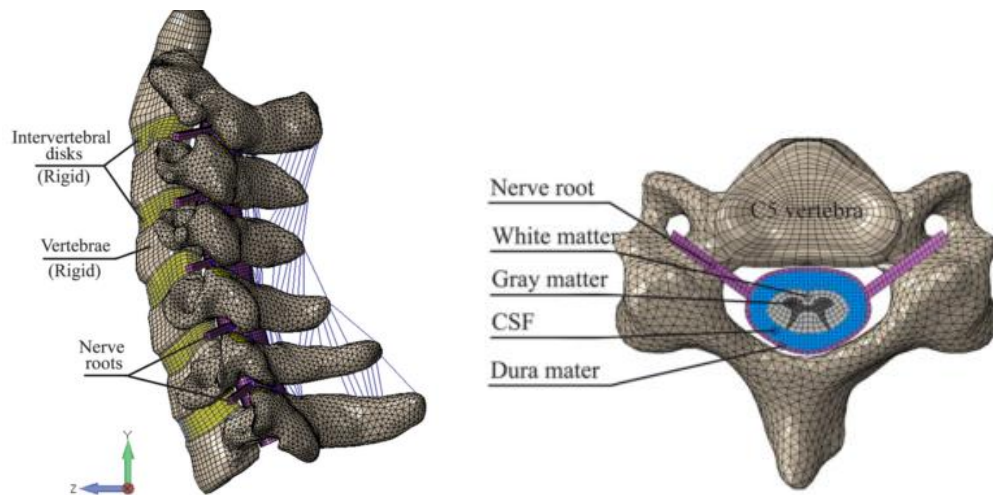 Intervertebral
disks
(Rigid)
Vertebrae
(Rigid)
Nerve
roots
Y
Z
Nerve root
White matter
Gray matter
CSF
Dura mater
C5 vertebra